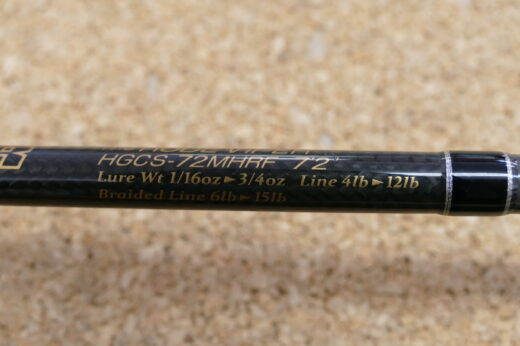 HGCS-72MHRF 7'2"
Lure Wt 1/16oz►3/4oz Line 4lb►12lb
Braided Line 6lb►15lb